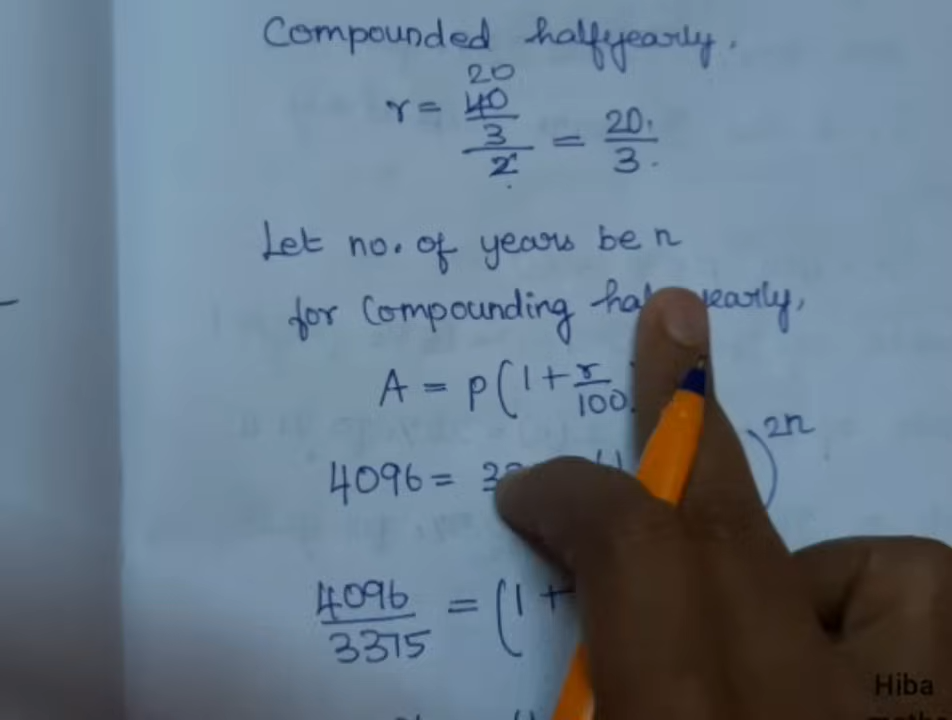 Compounded halfyearly.
20
r = 40/3/2 = 20/3.
Let no. of years be n
for Compounding yearly,
A = P(1+r/100
4096 =
)^2n
4096/3375 = (1+
Hiba